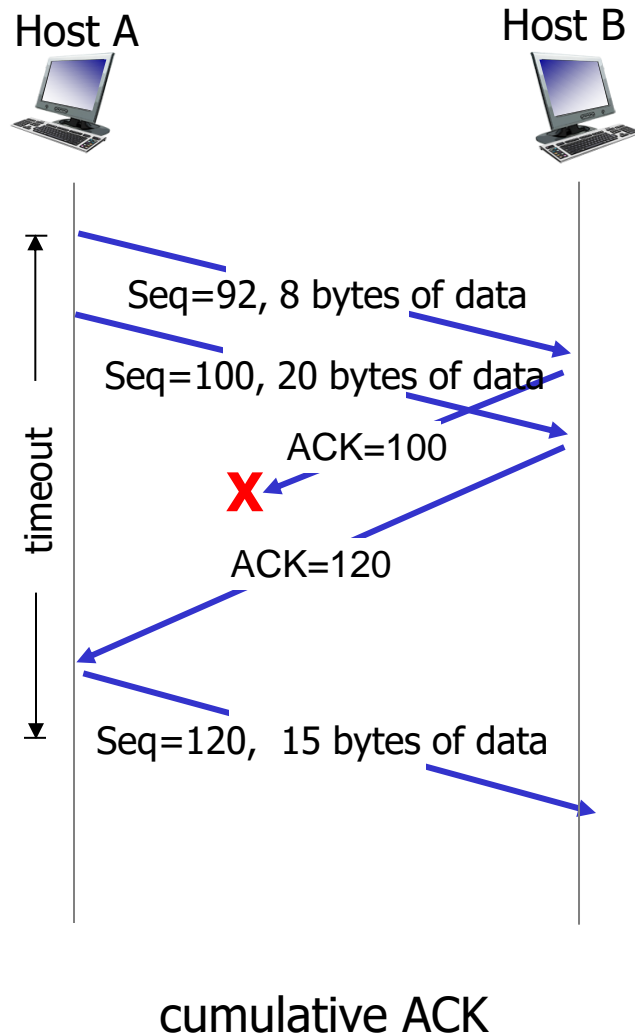 Host A
Host B
Seq=92, 8 bytes of data
Seq=100, 20 bytes of data
ACK=100
X
timeout
ACK=120
Seq=120, 15 bytes of data
cumulative ACK